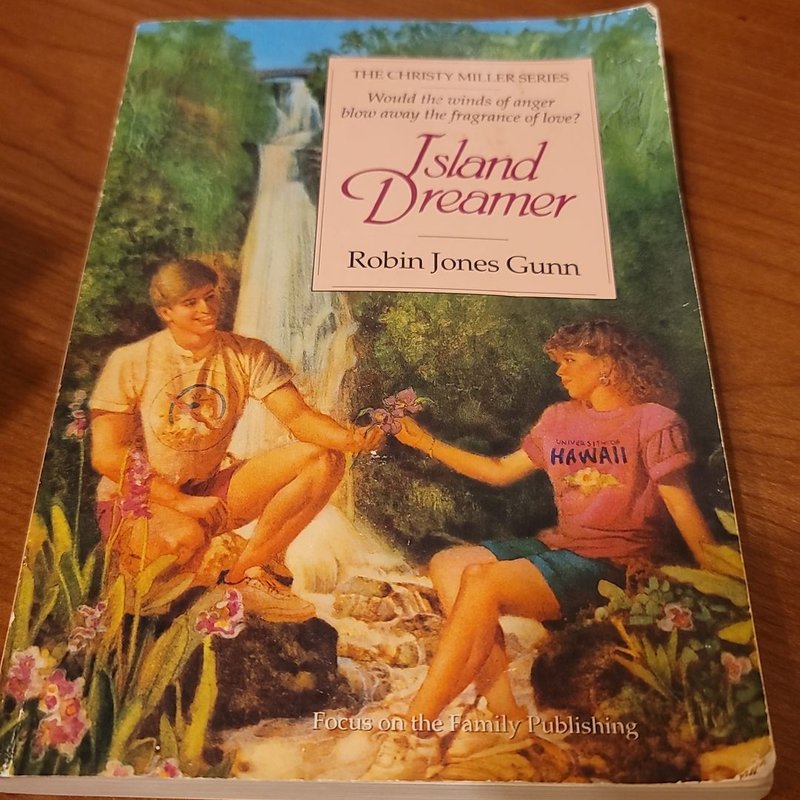 THE CHRISTY MILLER SERIES
Would the winds of anger
blow away the fragrance of love?
Island
Dreamer
Robin Jones Gunn
UNIVERSITY OF
HAWAII
Focus on the Family Publishing